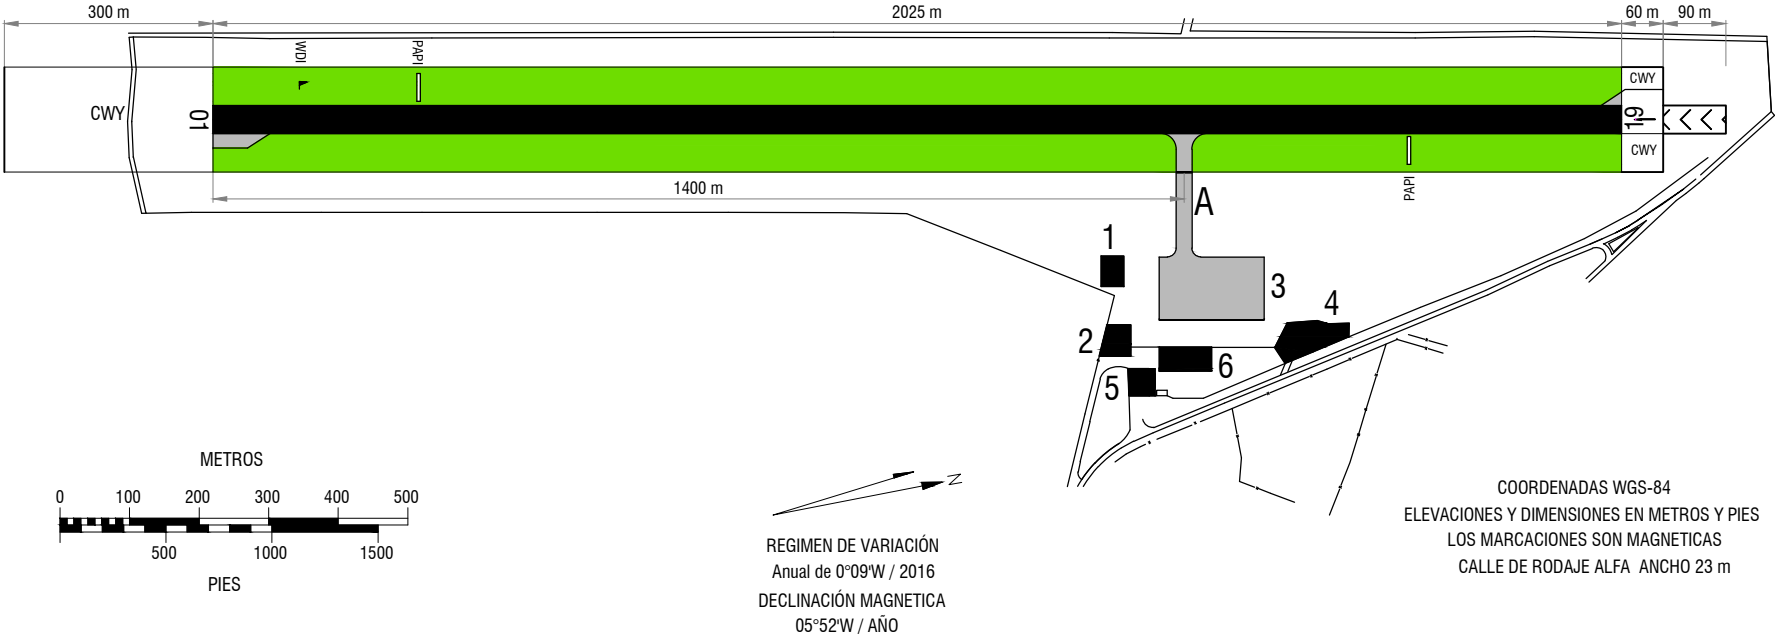 300 m
2025 m
60 m
90 m
WDI
PAPI
CWY
CWY
01
19
CWY
1400 m
A
PAPI
1
3
4
2
6
5
METROS
0 100 200 300 400 500
500 1000 1500
PIES
N
REGIMEN DE VARIACIÓN
Anual de 0°09'W / 2016
DECLINACIÓN MAGNETICA
05°52'W / AÑO
COORDENADAS WGS-84
ELEVACIONES Y DIMENSIONES EN METROS Y PIES
LOS MARCACIONES SON MAGNETICAS
CALLE DE RODAJE ALFA ANCHO 23 m